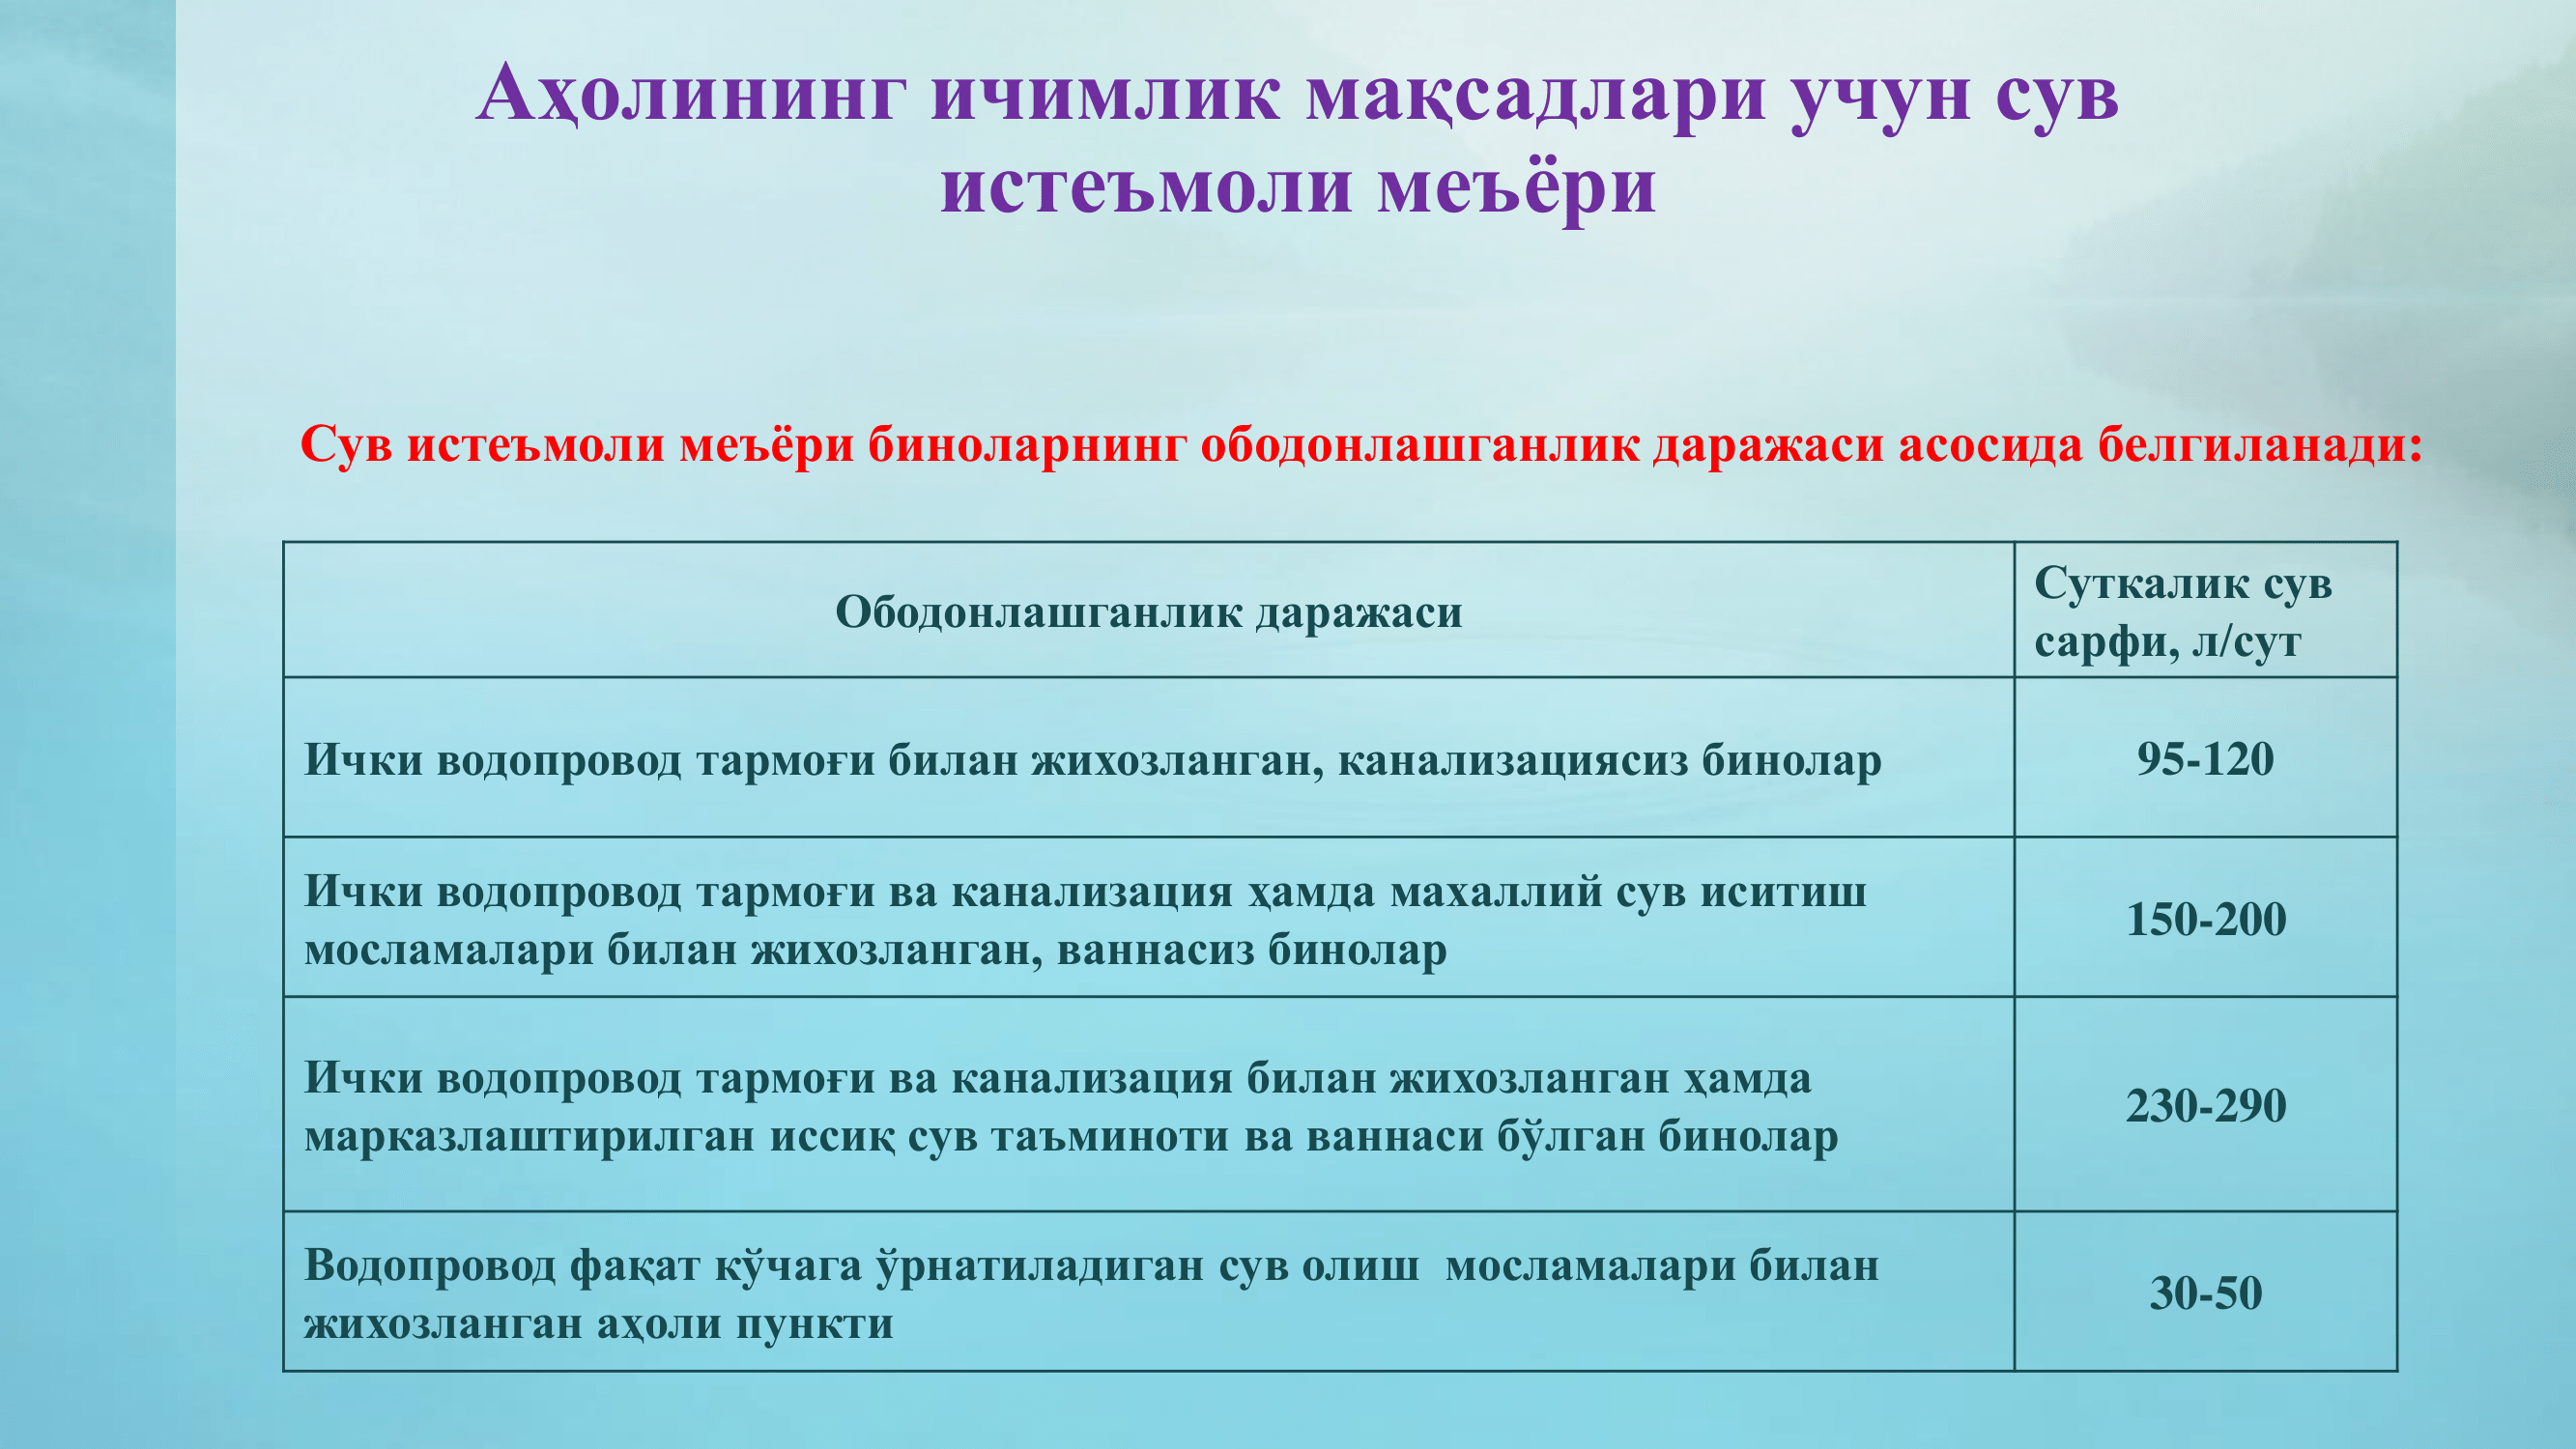 Аҳолининг ичимлик мақсадлари учун сув
истеъмоли меъёри
Сув истеъмоли меъёри биноларнинг ободонлашганлик даражаси асосида белгиланади:
Ободонлашганлик даражаси
Суткалик сув
сарфи, л/сут
Ички водопровод тармоғи билан жихозланган, канализациясиз бинолар
95-120
Ички водопровод тармоғи ва канализация ҳамда махаллий сув иситиш
мосламалари билан жихозланган, ваннасиз бинолар
150-200
Ички водопровод тармоғи ва канализация билан жихозланган ҳамда
марказлаштирилган иссиқ сув таъминоти ва ваннаси бўлган бинолар
230-290
Водопровод фақат кўчага ўрнатиладиган сув олиш  мосламалари билан
жихозланган аҳоли пункти
30-50